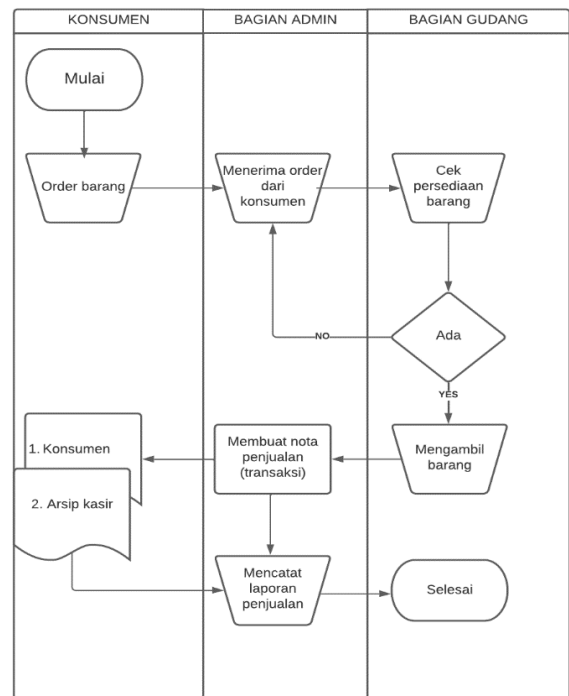 KONSUMEN
BAGIAN ADMIN
BAGIAN GUDANG
Mulai
Order barang
Menerima order
dari
konsumen
Cek
persediaan
barang
Ada
NO
YES
1. Konsumen
2. Arsip kasir
Membuat nota
penjualan
(transaksi)
Mengambil
barang
Mencatat
laporan
penjualan
Selesai